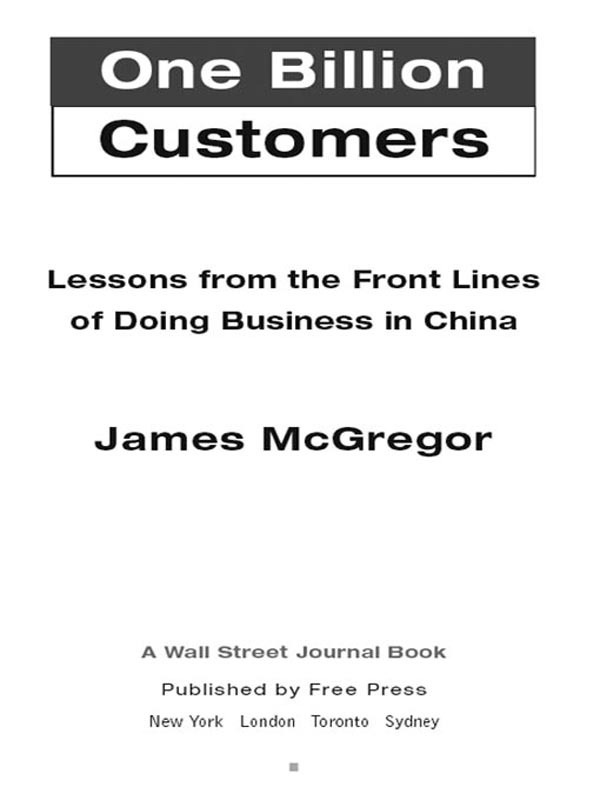 One Billion
Customers
Lessons from the Front Lines
of Doing Business in China
James McGregor
A Wall Street Journal Book
Published by Free Press
New York London Toronto Sydney